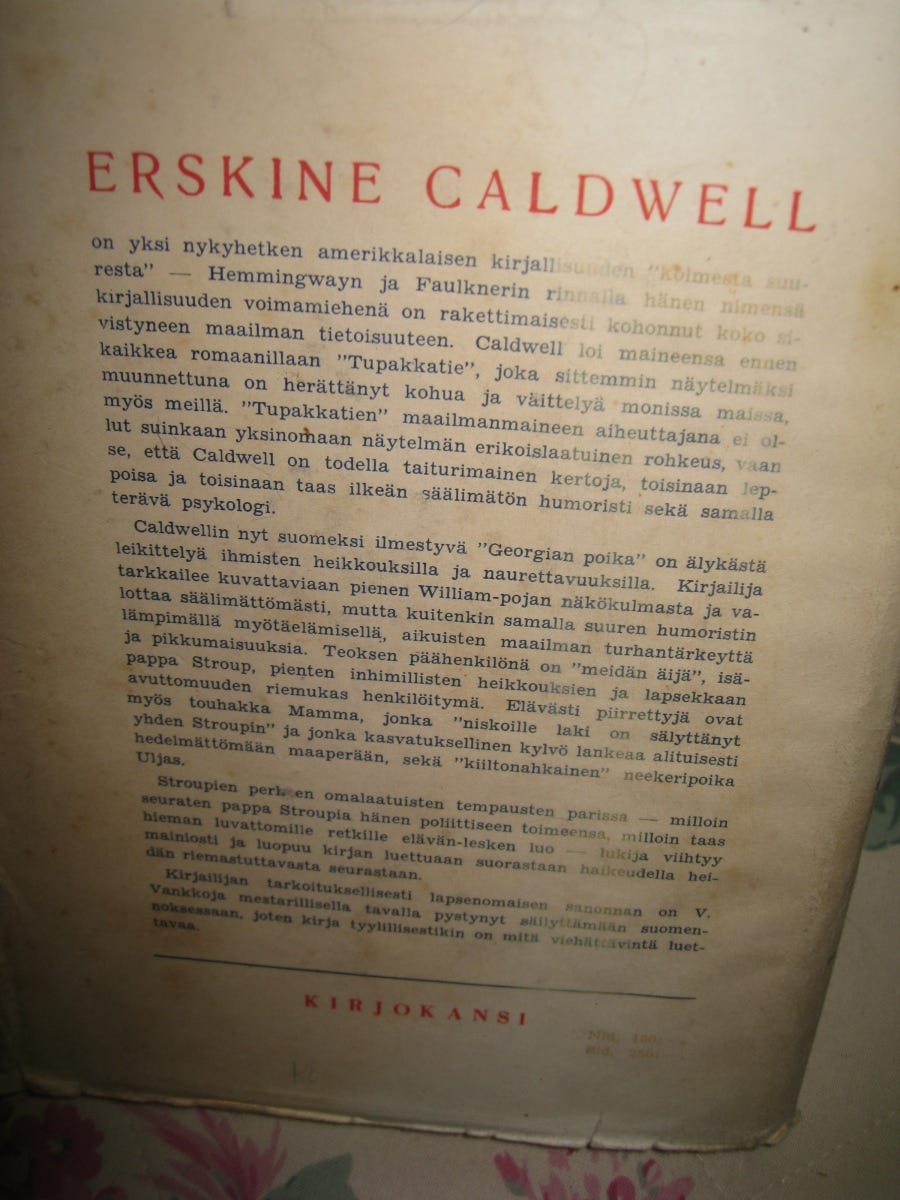 ERSKINE CALDWELL
on yksi nykyhetken amerikkalaisen kirjallisuuden "kolmesta suu-
resta" — Hemmingwayn ja Faulknerin rinnalla hänen nimensä
kirjallisuuden voimamiehenä on rakettimaisesti kohonnut koko si-
vistyneen maailman tietoisuuteen. Caldwell loi maineensa ennen
kaikkea romaanillaan "Tupakkatie", joka sittemmin näytelmäksi
muunnettuna on herättänyt kohua ja väittelyä monissa maissa,
myös meillä. "Tupakkatien" maailmanmaineen aiheuttajana ei ol-
lut suinkaan yksinomaan näytelmän erikoislaatuinen rohkeus, vaan
se, että Caldwell on todella taiturimainen kertoja, toisinaan lep-
poisa ja toisinaan taas ilkeän säälimätön humoristi sekä samalla
terävä psykologi.
Caldwellin nyt suomeksi ilmestyvä "Georgian poika" on älykästä
leikittelyä ihmisten heikkouksilla ja naurettavuuksilla. Kirjailija
tarkkailee kuvattaviaan pienen William-pojan näkökulmasta ja va-
lottaa säälimättömästi, mutta kuitenkin samalla suuren humoristin
lämpimällä myötäelämisellä, aikuisten maailman turhantärkeyttä
ja pikkumaisuuksia. Teoksen päähenkilönä on "meidän äijä", isä-
pappa Stroup, pienten inhimillisten heikkouksien ja lapsekkaan
avuttomuuden riemukas henkilöitymä. Elävästi piirrettyjä ovat
myös touhakka Mamma, jonka "niskoille laki on sälyttänyt
yhden Stroupin" ja jonka kasvatuksellinen kylvö lankeaa alituisesti
hedelmättömään maaperään, sekä "kiiltonahkainen" neekeripoika
Uljas.
Stroupien perheen omalaatuisten tempausten parissa — milloin
seuraten pappa Stroupia hänen poliittiseen toimeensa, milloin taas
hieman luvattomille retkille elävän-lesken luo — lukija viihtyy
mainiosti ja luopuu kirjan luettuaan suorastaan haikeudella hei-
dän riemastuttavasta seurastaan.
Kirjailijan tarkoituksellisesti lapsenomaisen sanonnan on V.
Vankkoja mestarillisella tavalla pystynyt säilyttämään suomen-
noksessaan, joten kirja tyylillisestikin on mitä viehättävintä luet-
tavaa.
KIRJOKANSI